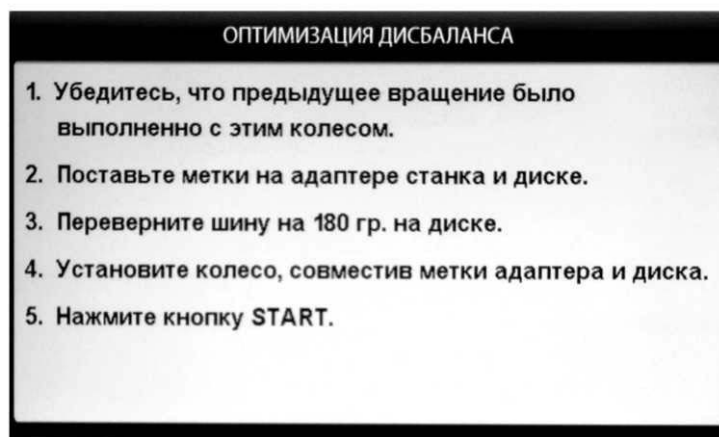 ОПТИМИЗАЦИЯ ДИСБАЛАНСА
1. Убедитесь, что предыдущее вращение было
выполненно с этим колесом.
2. Поставьте метки на адаптере станка и диске.
3. Переверните шину на 180 гр. на диске.
4. Установите колесо, совместив метки адаптера и диска.
5. Нажмите кнопку START.